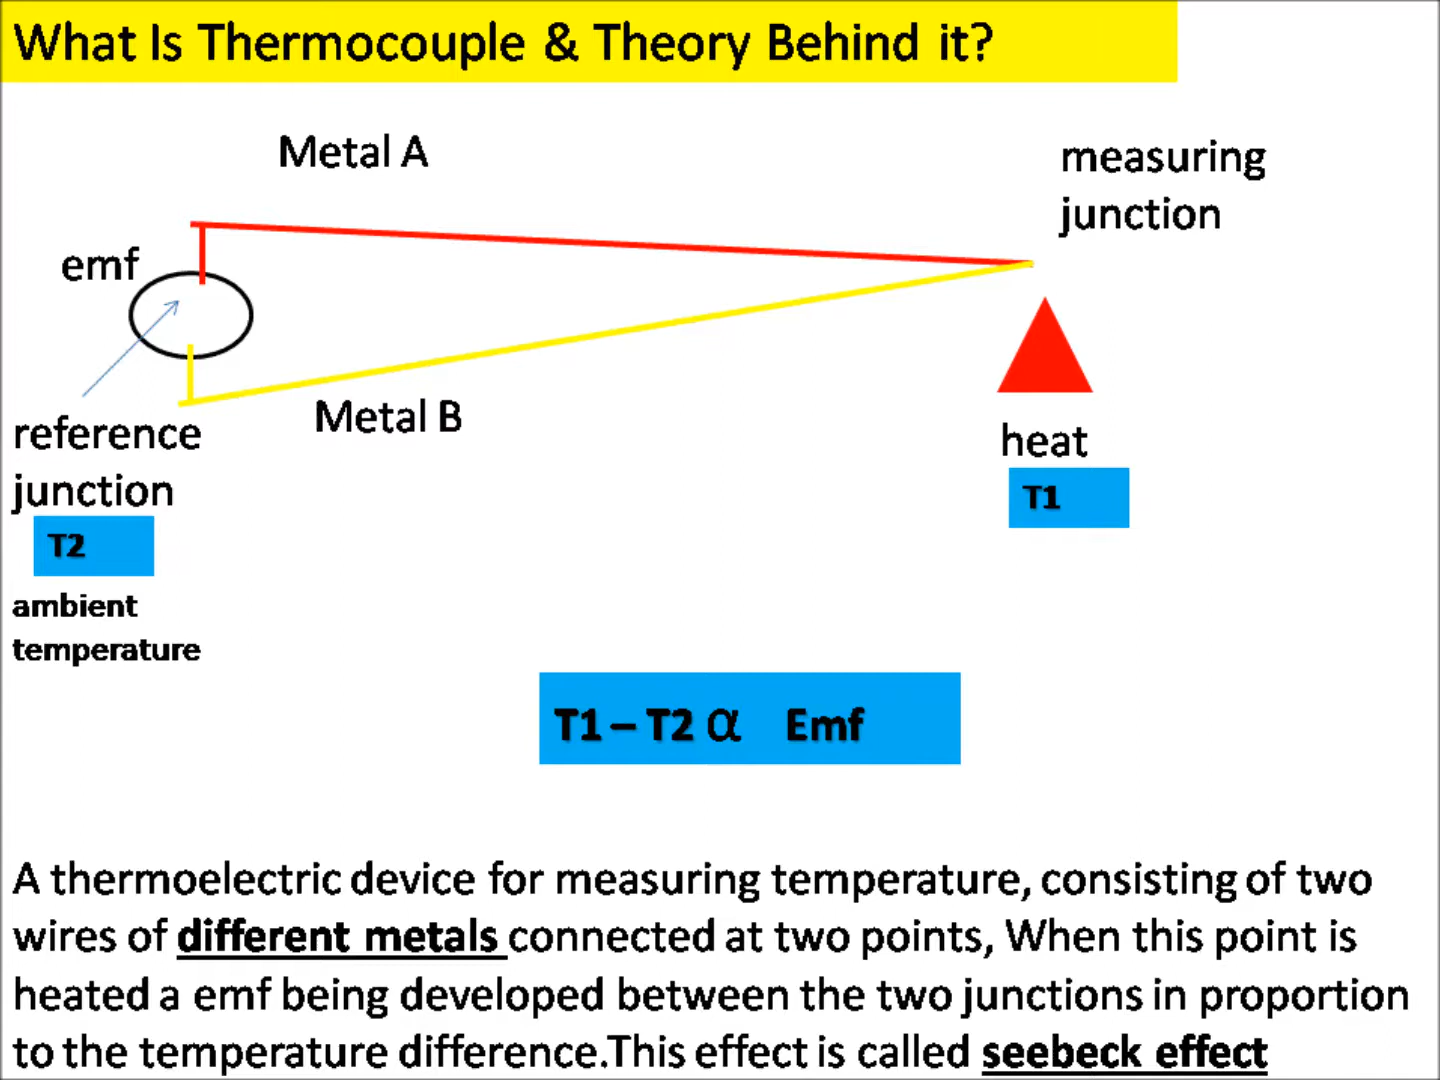 What Is Thermocouple & Theory Behind it?
Metal A
measuring
junction
emf
Metal B
reference
junction
heat
T1
T2
ambient
temperature
T1 – T2 α Emf
A thermoelectric device for measuring temperature, consisting of two
wires of different metals connected at two points, When this point is
heated a emf being developed between the two junctions in proportion
to the temperature difference.This effect is called seebeck effect